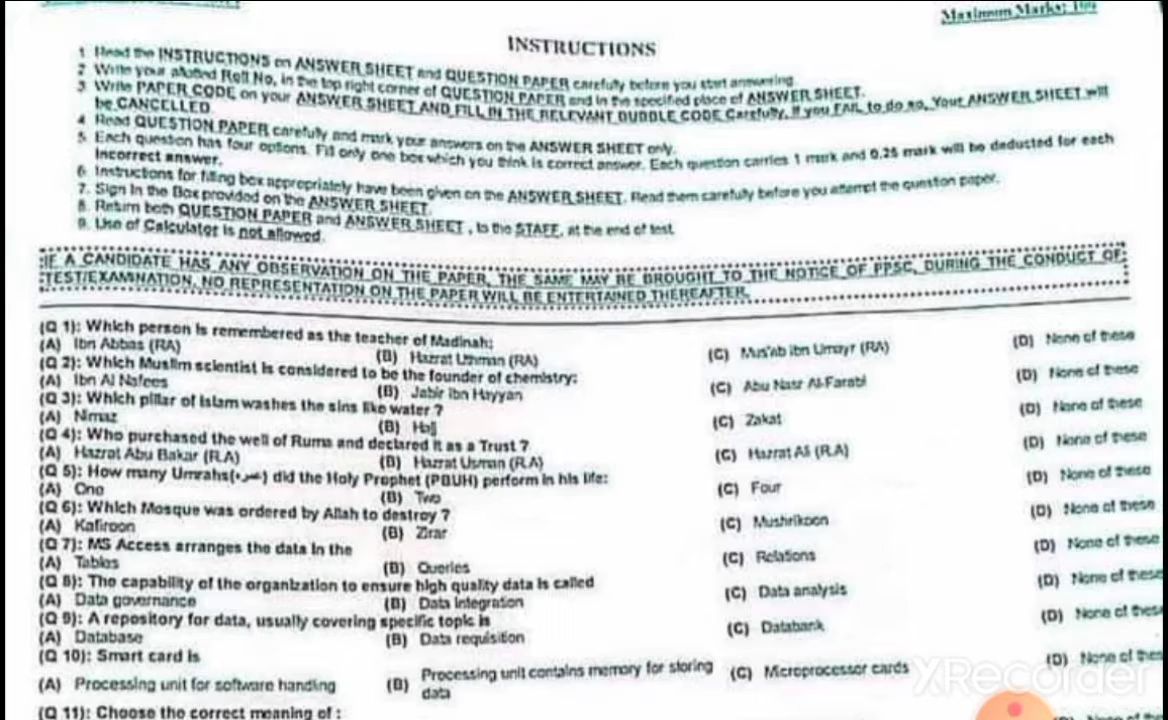 Maximum Marks: 100
INSTRUCTIONS
1 Read the INSTRUCTIONS on ANSWER SHEET and QUESTION PAPER carefully before you start answering.
2 Write your allotted Roll No, in the top right corner of QUESTION PAPER and in the specified place of ANSWER SHEET.
3 Write PAPER CODE on your ANSWER SHEET AND FILL IN THE RELEVANT BUBBLE CODE Carefully, If you FAIL to do so, Your ANSWER SHEET will
be CANCELLED.
4 Read QUESTION PAPER carefully and mark your answers on the ANSWER SHEET only.
5. Each question has four options. Fill only one box which you think is correct answer. Each question carries 1 mark and 0.25 mark will be deducted for each
incorrect answer.
6 Instructions for filling box appropriately have been given on the ANSWER SHEET. Read them carefully before you attempt the question paper.
7. Sign in the Box provided on the ANSWER SHEET.
8. Return both QUESTION PAPER and ANSWER SHEET, to the STAFF, at the end of test.
9. Use of Calculator is not allowed.
IF A CANDIDATE HAS ANY OBSERVATION ON THE PAPER, THE SAME MAY BE BROUGHT TO THE NOTICE OF PPSC, DURING THE CONDUCT OF
TEST/EXAMNATION, NO REPRESENTATION ON THE PAPER WILL BE ENTERTAINED THEREAFTER.
(Q 1): Which person is remembered as the teacher of Madinah:
(A) Ibn Abbas (RA) (B) Hazrat Usman (RA) (C) Mus'ab ibn Umayr (RA) (D) None of these
(Q 2): Which Muslim scientist is considered to be the founder of chemistry:
(A) Ibn Al Nafees (B) Jabir Ibn Hayyan (C) Abu Nasr Al-Farabi (D) None of these
(Q 3): Which pillar of Islam washes the sins like water ?
(A) Nimaz (B) Hajj (C) Zakat (D) None of these
(Q 4): Who purchased the well of Ruma and declared it as a Trust ?
(A) Hazrat Abu Bakar (R.A) (B) Hazrat Usman (R.A) (C) Hazrat Ali (R.A) (D) None of these
(Q 5): How many Umrahs(عمرہ) did the Holy Prophet (PBUH) perform in his life:
(A) One (B) Two (C) Four (D) None of these
(Q 6): Which Mosque was ordered by Allah to destroy ?
(A) Kafiroon (B) Zirar (C) Mushrikoon (D) None of these
(Q 7): MS Access arranges the data in the
(A) Tables (B) Queries (C) Relations (D) None of these
(Q 8): The capability of the organization to ensure high quality data is called
(A) Data governance (B) Data Integration (C) Data analysis (D) None of these
(Q 9): A repository for data, usually covering specific topic is
(A) Database (B) Data requisition (C) Databank (D) None of these
(Q 10): Smart card is
(A) Processing unit for software handling (B) Processing unit contains memory for storing data (C) Microprocessor cards (D) None of thes
XRecorder
(Q 11): Choose the correct meaning of :